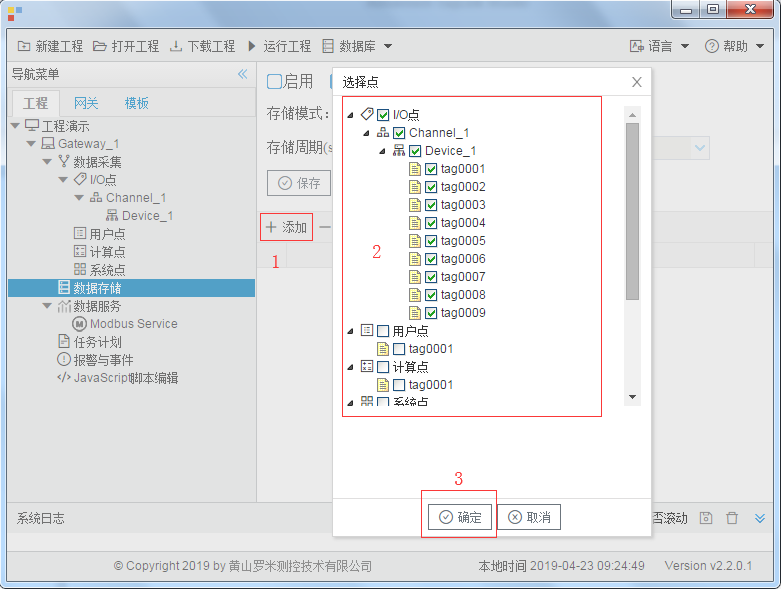 新建工程 打开工程 下载工程 运行工程 数据库 语言 帮助
导航菜单
工程 网关 模板
工程演示
Gateway_1
数据采集
I/O点
Channel_1
Device_1
用户点
计算点
系统点
数据存储
数据服务
Modbus Service
任务计划
报警与事件
JavaScript脚本编辑
启用
存储模式:
存储周期(s
保存
添加
1
选择点
I/O点
Channel_1
Device_1
tag0001
tag0002
tag0003
tag0004
tag0005
tag0006
tag0007
tag0008
tag0009
用户点
tag0001
计算点
tag0001
系统点
2
3
确定 取消
系统日志
否滚动
© Copyright 2019 by 黄山罗米测控技术有限公司 本地时间 2019-04-23 09:24:49 Version v2.2.0.1